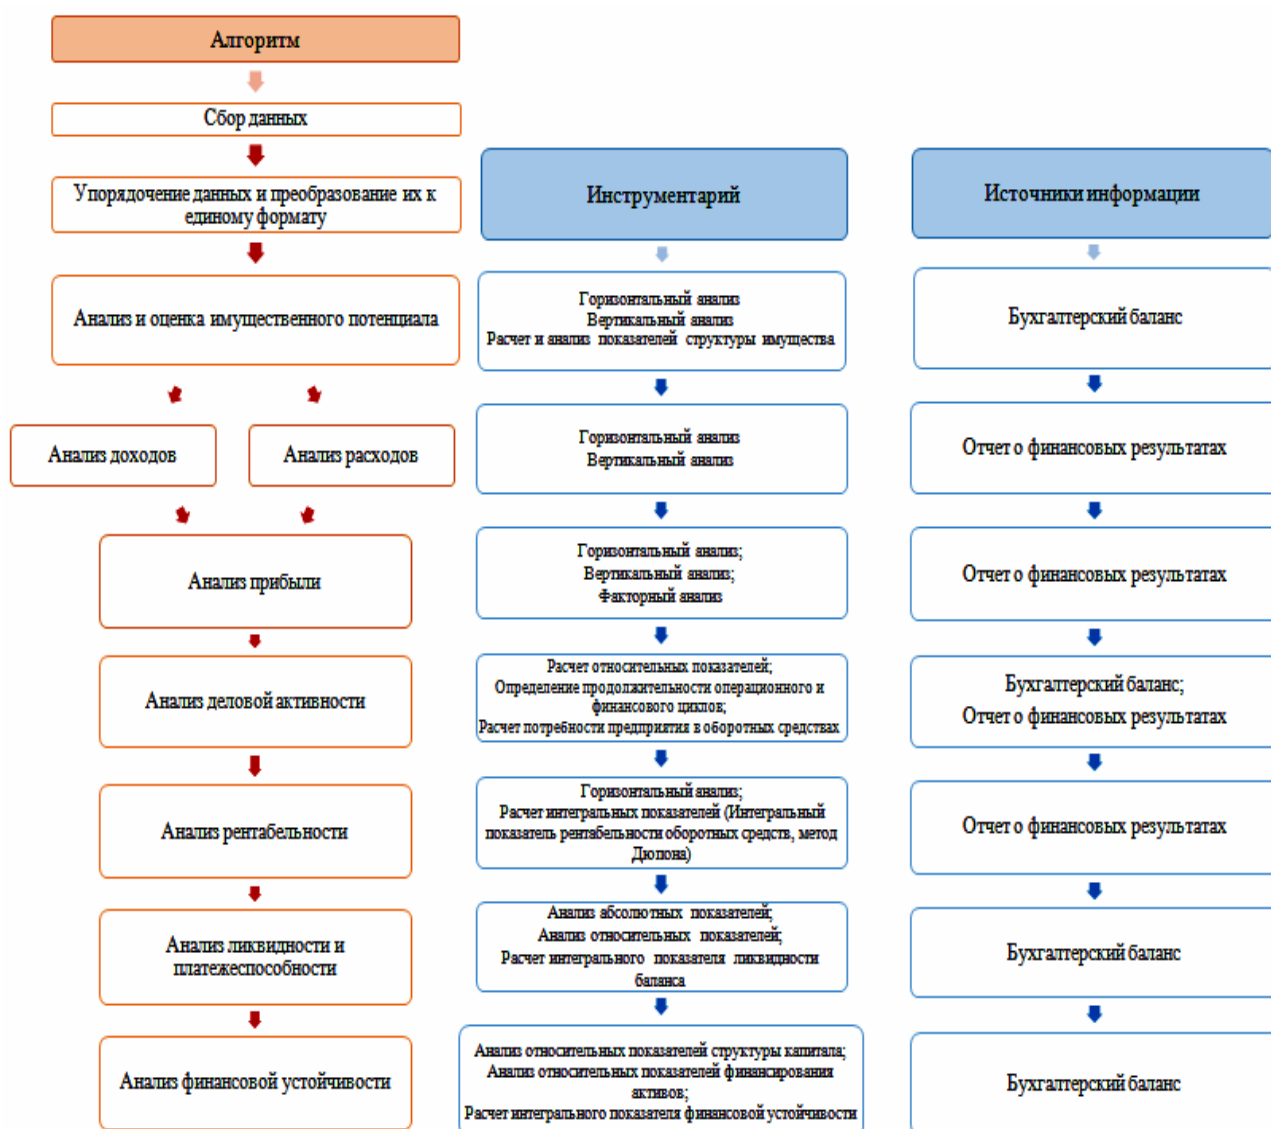 Алгоритм
Сбор данных
Упорядочение данных и преобразование их к
единому формату
Анализ и оценка имущественного потенциала
Анализ доходов
Анализ расходов
Анализ прибыли
Анализ деловой активности
Анализ рентабельности
Анализ ликвидности и
платежеспособности
Анализ финансовой устойчивости
Инструментарий
Горизонтальный анализ
Вертикальный анализ
Расчет и анализ показателей структуры имущества
Горизонтальный анализ
Вертикальный анализ
Горизонтальный анализ;
Вертикальный анализ;
Факторный анализ
Расчет относительных показателей;
Определение продолжительности операционного и
финансового циклов;
Расчет потребности предприятия в оборотных средствах
Горизонтальный анализ;
Расчет интегральных показателей (Интегральный
показатель рентабельности оборотных средств, метод
Дюпона)
Анализ абсолютных показателей;
Анализ относительных показателей;
Расчет интегрального показателя ликвидности
баланса
Анализ относительных показателей структуры капитала;
Анализ относительных показателей финансирования
активов;
Расчет интегрального показателя финансовой устойчивости
Источники информации
Бухгалтерский баланс
Отчет о финансовых результатах
Отчет о финансовых результатах
Бухгалтерский баланс;
Отчет о финансовых результатах
Отчет о финансовых результатах
Бухгалтерский баланс
Бухгалтерский баланс